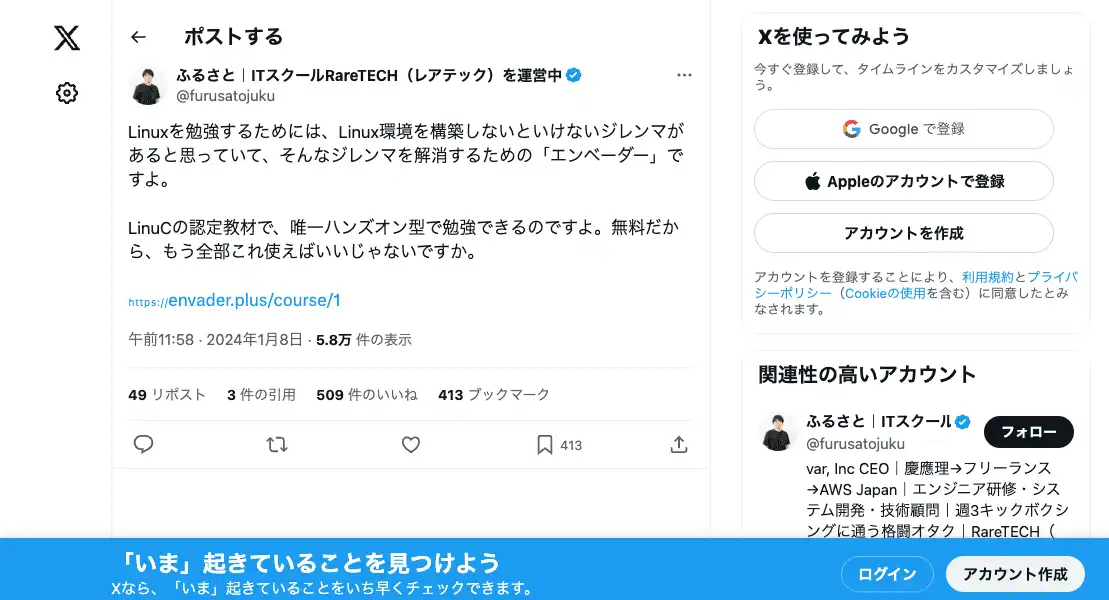 ポストする
ふるさと｜ITスクールRareTECH（レアテック）を運営中
@furusatojuku
Linuxを勉強するためには、Linux環境を構築しないといけないジレンマが
あると思っていて、そんなジレンマを解消するための「エンベーダー」で
すよ。
LinuCの認定教材で、唯一ハンズオン型で勉強できるのですよ。無料だか
ら、もう全部これ使えばいいじゃないですか。
https://envader.plus/course/1
午前11:58 · 2024年1月8日 · 5.8万 件の表示
49 リポスト 3 件の引用 509 件のいいね 413 ブックマーク
413
Xを使ってみよう
今すぐ登録して、タイムラインをカスタマイズしましょ
う。
Google で登録
Appleのアカウントで登録
アカウントを作成
アカウントを登録することにより、利用規約とプライバ
シーポリシー（Cookieの使用を含む）に同意したとみ
なされます。
関連性の高いアカウント
ふるさと｜ITスクール
@furusatojuku
フォロー
var, Inc CEO｜慶應理→フリーランス
→AWS Japan｜エンジニア研修・シス
テム開発・技術顧問｜週3キックボクシ
ングに通う格闘オタク｜RareTECH（
「いま」起きていることを見つけよう
Xなら、「いま」起きていることをいち早くチェックできます。
ログイン
アカウント作成